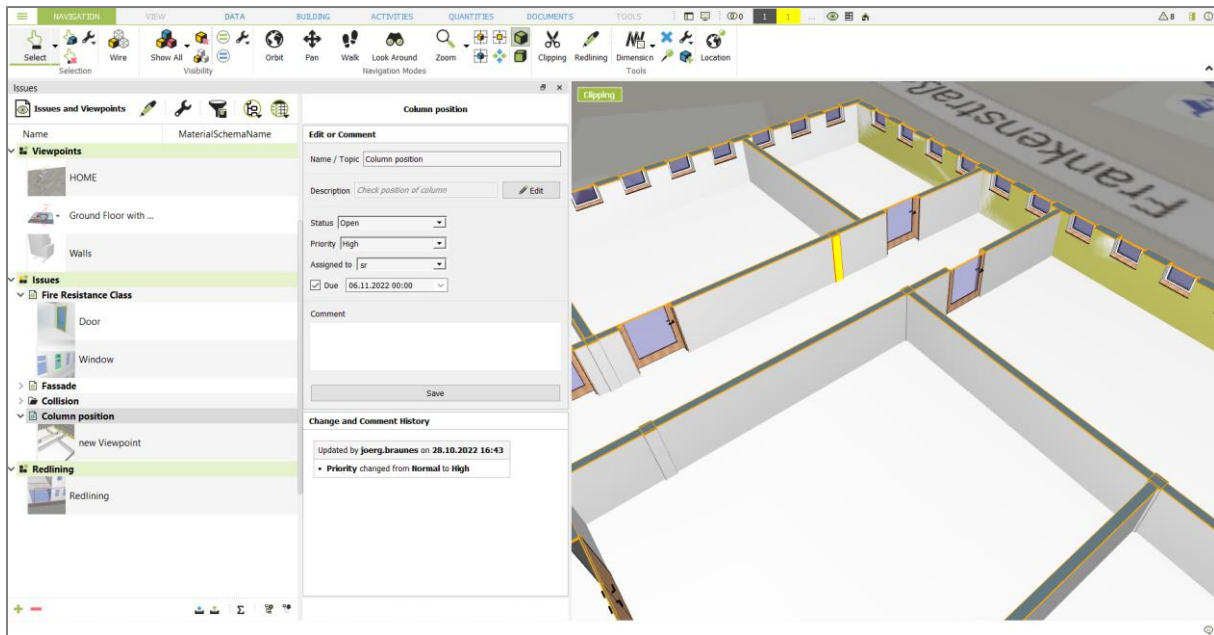 NAVIGATION VIEW DATA BUILDING ACTIVITIES QUANTITIES DOCUMENTS TOOLS 0 1 1 ... 8
Select Wire Show All Orbit Pan Walk Look Around Zoom Clipping Redlining Dimension Location
Selection Visibility Navigation Modes Tools
Issues
Issues and Viewpoints
Name MaterialSchemaName
Viewpoints
HOME
Ground Floor with ...
Walls
Issues
Fire Resistance Class
Door
Window
Fassade
Collision
Column position
new Viewpoint
Redlining
Redlining
Column position
Edit or Comment
Name / Topic Column position
Description Check position of column Edit
Status Open
Priority High
Assigned to sr
Due 06.11.2022 00:00
Comment
Save
Change and Comment History
Updated by joerg.braunes on 28.10.2022 16:43
• Priority changed from Normal to High
Clipping
Frankenstraße